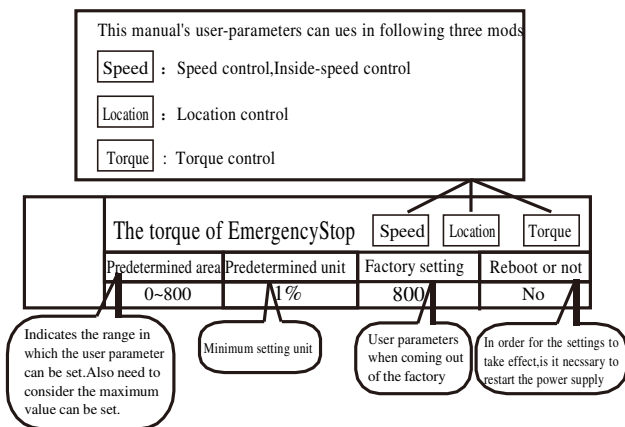 This manual's user-parameters can ues in following three mods
Speed : Speed control,Inside-speed control
Location : Location control
Torque : Torque control
The torque of EmergencyStop Speed Location Torque
Predetermined area Predetermined unit Factory setting Reboot or not
0~800 1% 800 No
Indicates the range in
which the user parameter
can be set.Also need to
consider the maximum
value can be set.
Minimum setting unit
User parameters
when coming out
of the factory
In order for the settings to
take effect,is it necssary to
restart the power supply